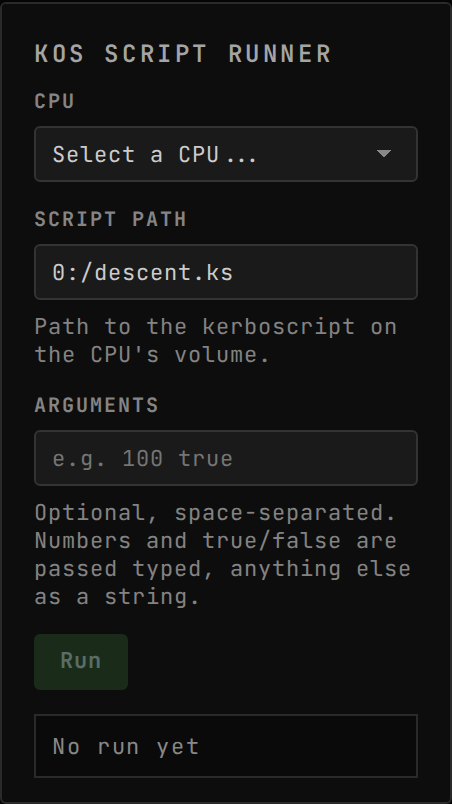 KOS SCRIPT RUNNER
CPU
Select a CPU...
SCRIPT PATH
0:/descent.ks
Path to the kerboscript on
the CPU's volume.
ARGUMENTS
e.g. 100 true
Optional, space-separated.
Numbers and true/false are
passed typed, anything else
as a string.
Run
No run yet